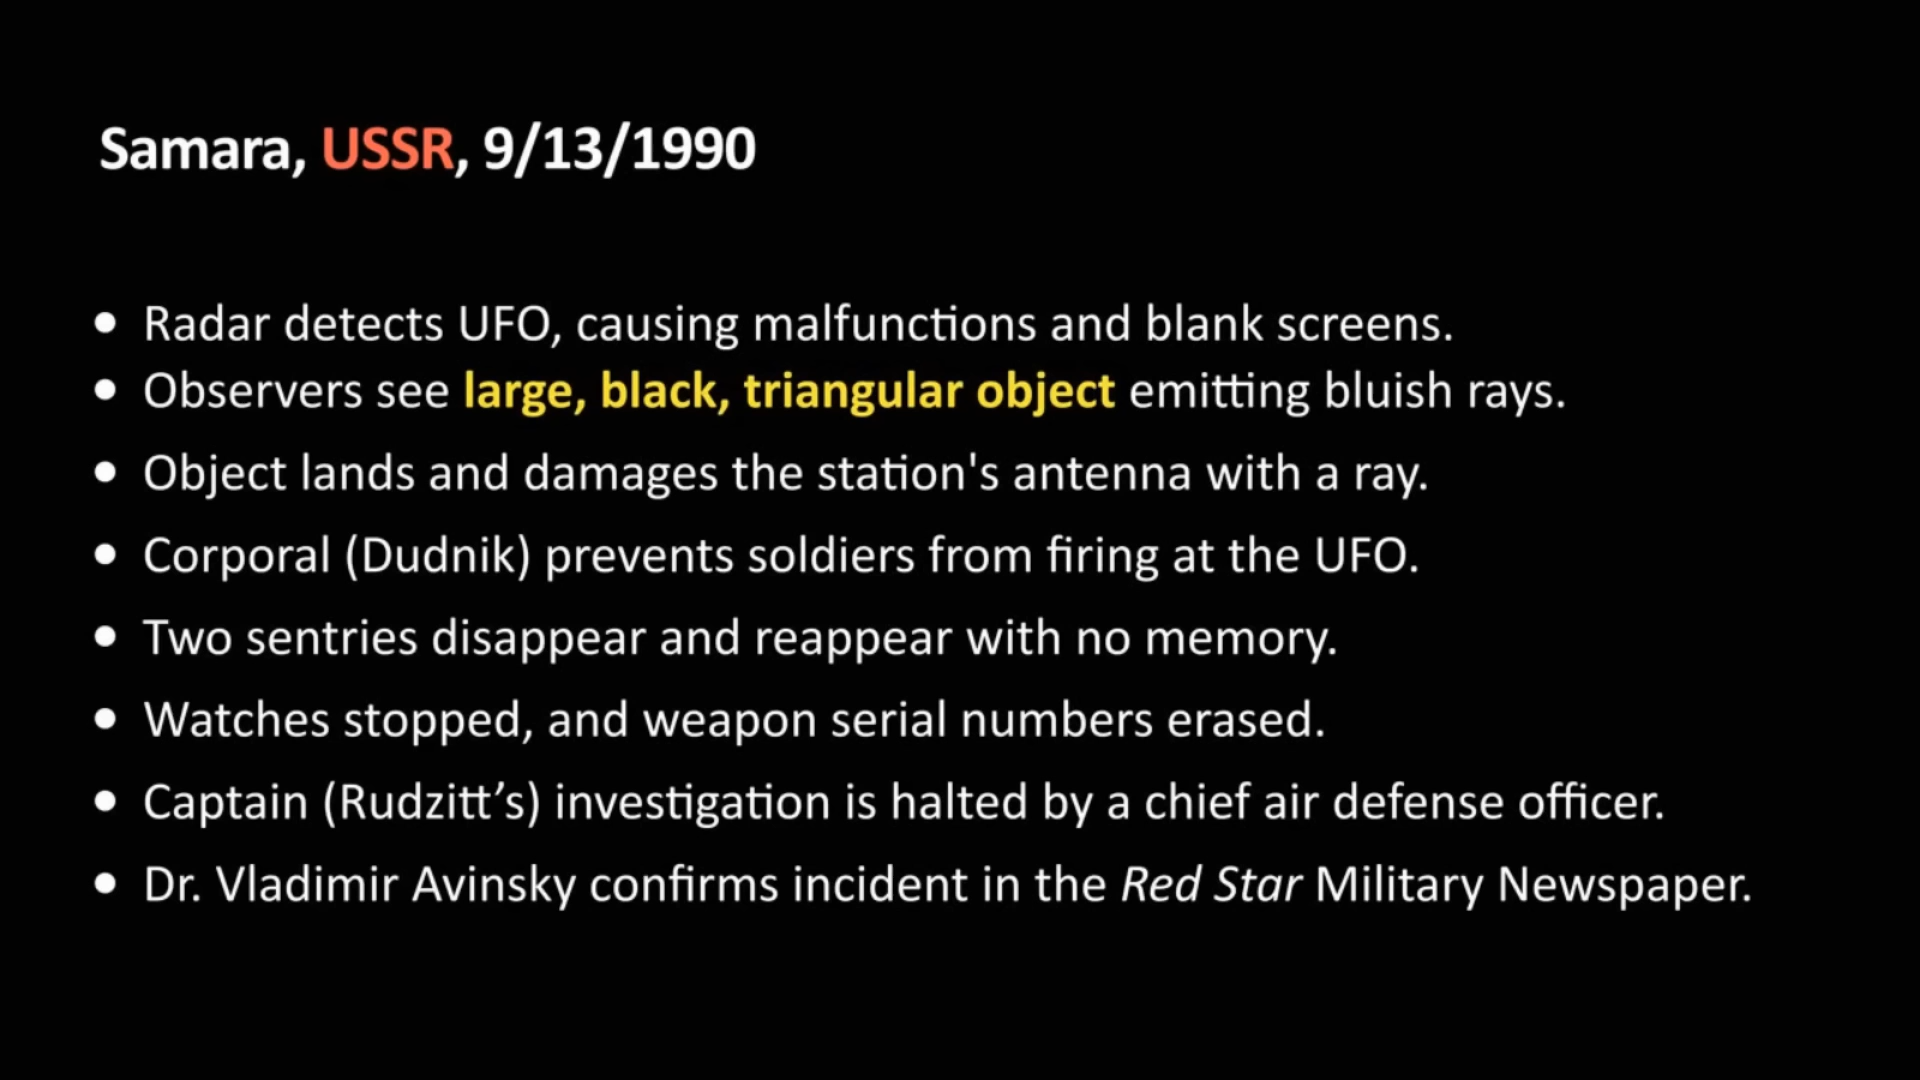 Samara, USSR, 9/13/1990
• Radar detects UFO, causing malfunctions and blank screens.
• Observers see large, black, triangular object emitting bluish rays.
• Object lands and damages the station's antenna with a ray.
• Corporal (Dudnik) prevents soldiers from firing at the UFO.
• Two sentries disappear and reappear with no memory.
• Watches stopped, and weapon serial numbers erased.
• Captain (Rudzitt’s) investigation is halted by a chief air defense officer.
• Dr. Vladimir Avinsky confirms incident in the Red Star Military Newspaper.